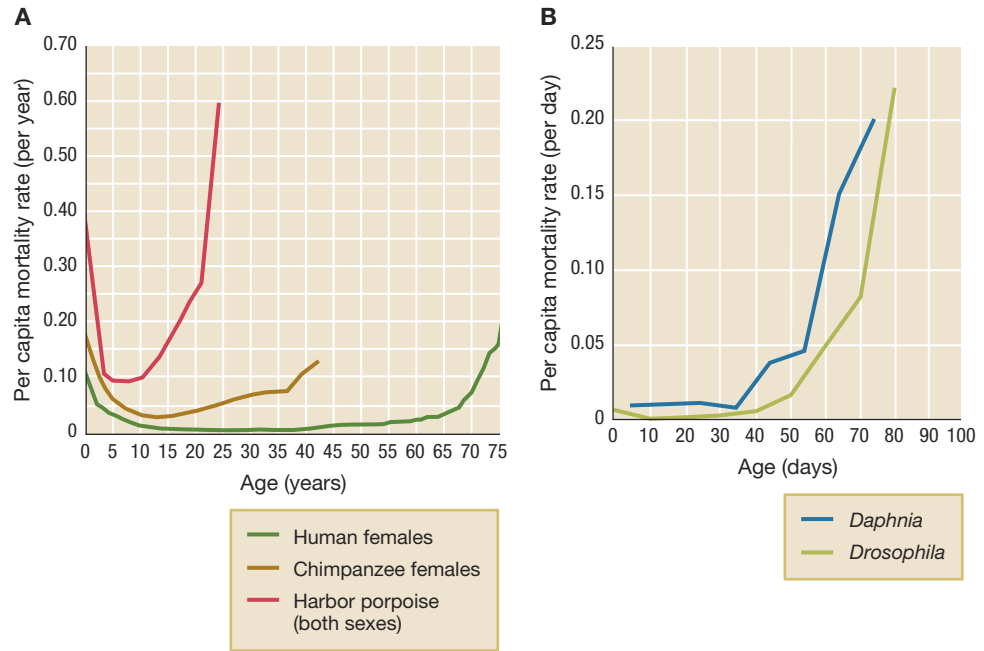 A
Per capita mortality rate (per year)
0.70
0.60
0.50
0.40
0.30
0.20
0.10
0
0 5 10 15 20 25 30 35 40 45 50 55 60 65 70 75
Age (years)
Human females
Chimpanzee females
Harbor porpoise
(both sexes)
B
Per capita mortality rate (per day)
0.25
0.20
0.15
0.10
0.05
0
0 10 20 30 40 50 60 70 80 90 100
Age (days)
Daphnia
Drosophila